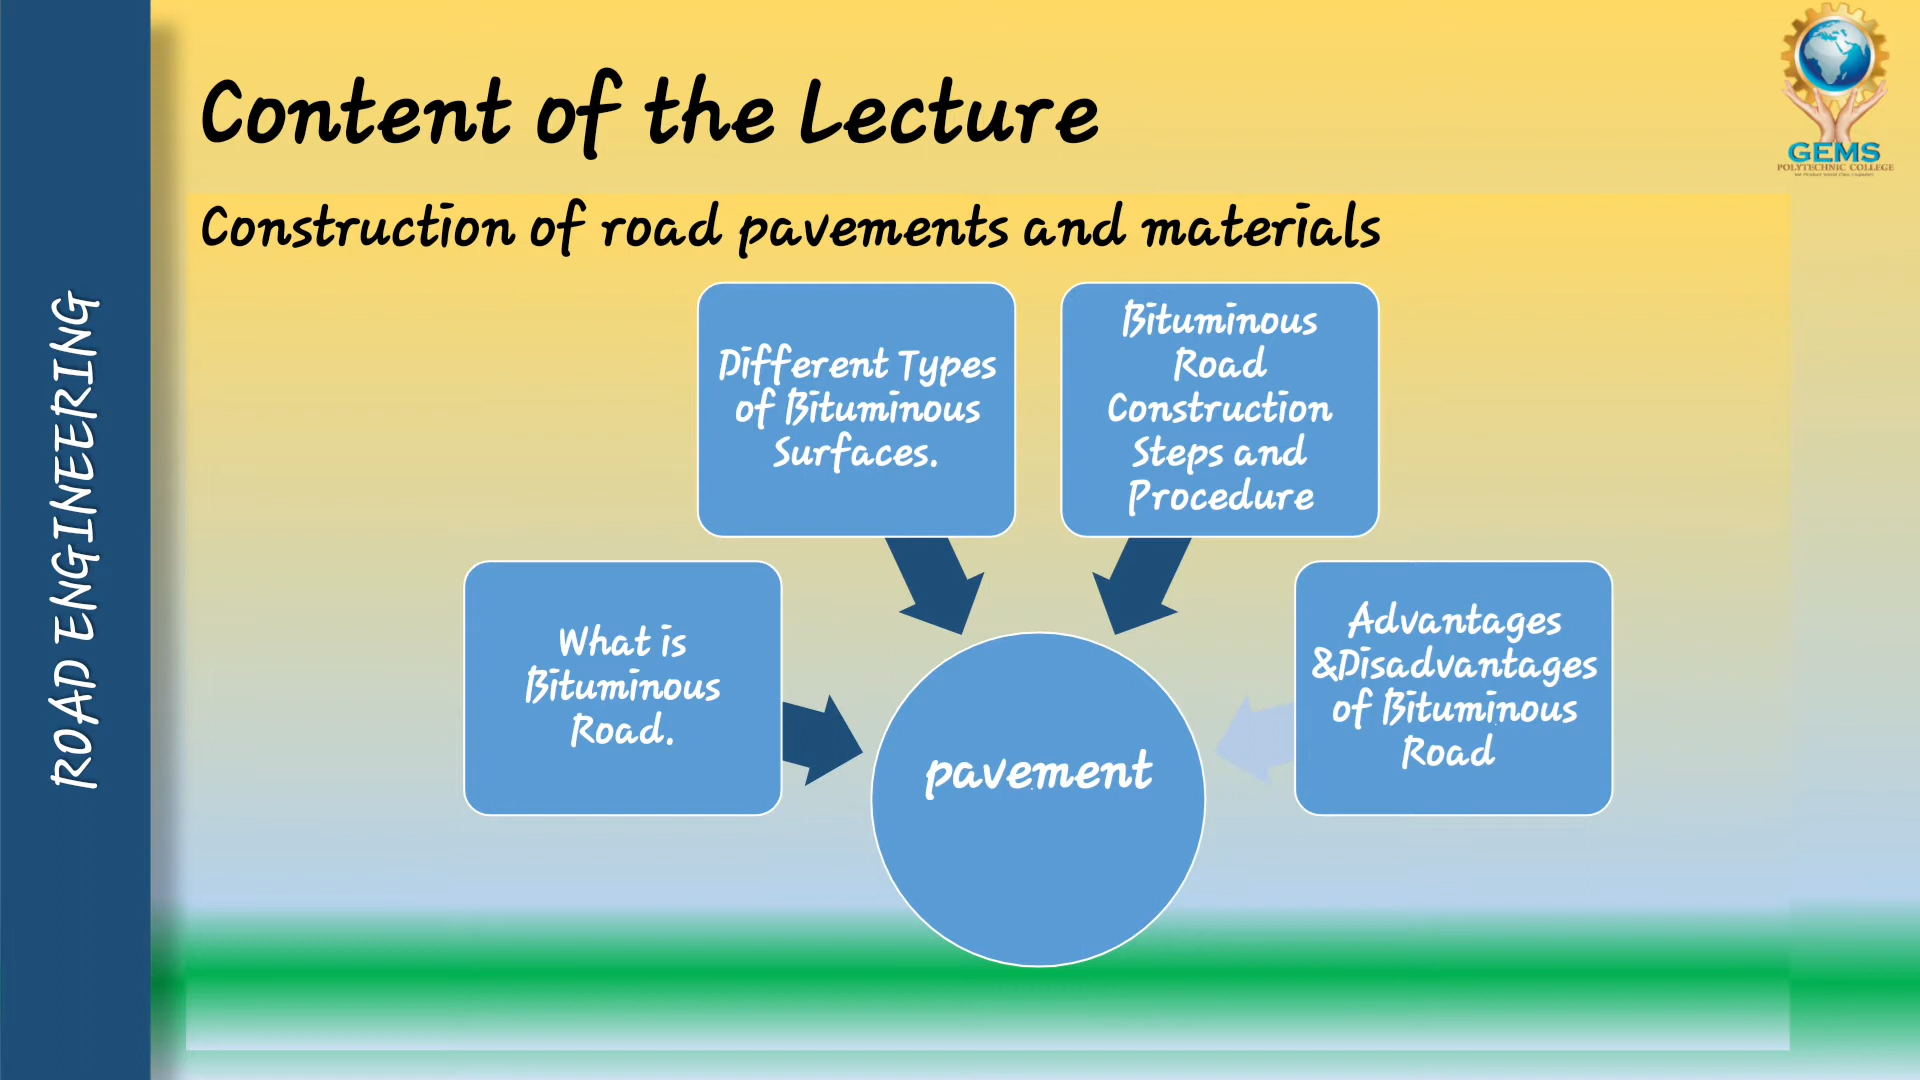 Content of the Lecture
Construction of road pavements and materials
ROAD ENGINEERING
What is
Bituminous
Road.
Different Types
of Bituminous
Surfaces.
Bituminous
Road
Construction
Steps and
Procedure
Advantages
&Disadvantages
of Bituminous
Road
pavement
GEMS
POLYTECHNIC COLLEGE